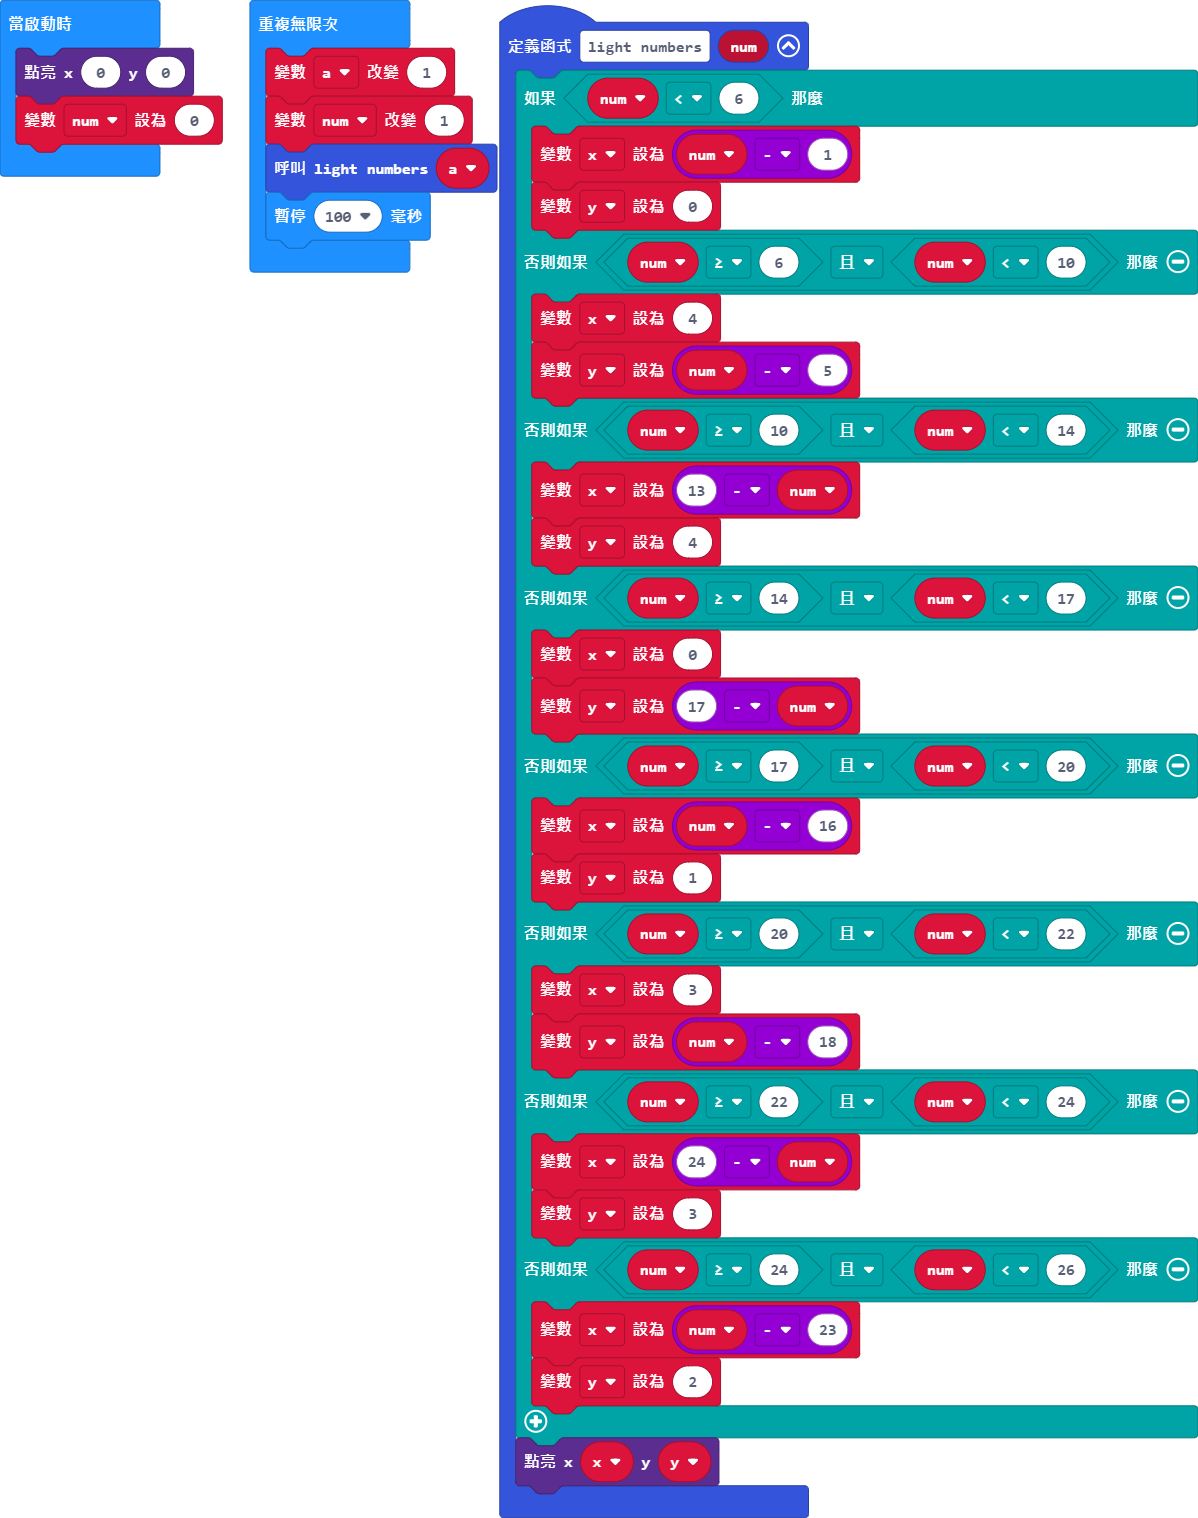 當啟動時
點亮 x 0 y 0
變數 num 設為 0
重複無限次
變數 a 改變 1
變數 num 改變 1
呼叫 light numbers a
暫停 100 毫秒
定義函式 light numbers num
如果 num < 6 那麼
變數 x 設為 num - 1
變數 y 設為 0
否則如果 num ≥ 6 且 num < 10 那麼
變數 x 設為 4
變數 y 設為 num - 5
否則如果 num ≥ 10 且 num < 14 那麼
變數 x 設為 13 - num
變數 y 設為 4
否則如果 num ≥ 14 且 num < 17 那麼
變數 x 設為 0
變數 y 設為 17 - num
否則如果 num ≥ 17 且 num < 20 那麼
變數 x 設為 num - 16
變數 y 設為 1
否則如果 num ≥ 20 且 num < 22 那麼
變數 x 設為 3
變數 y 設為 num - 18
否則如果 num ≥ 22 且 num < 24 那麼
變數 x 設為 24 - num
變數 y 設為 3
否則如果 num ≥ 24 且 num < 26 那麼
變數 x 設為 num - 23
變數 y 設為 2
點亮 x x y y